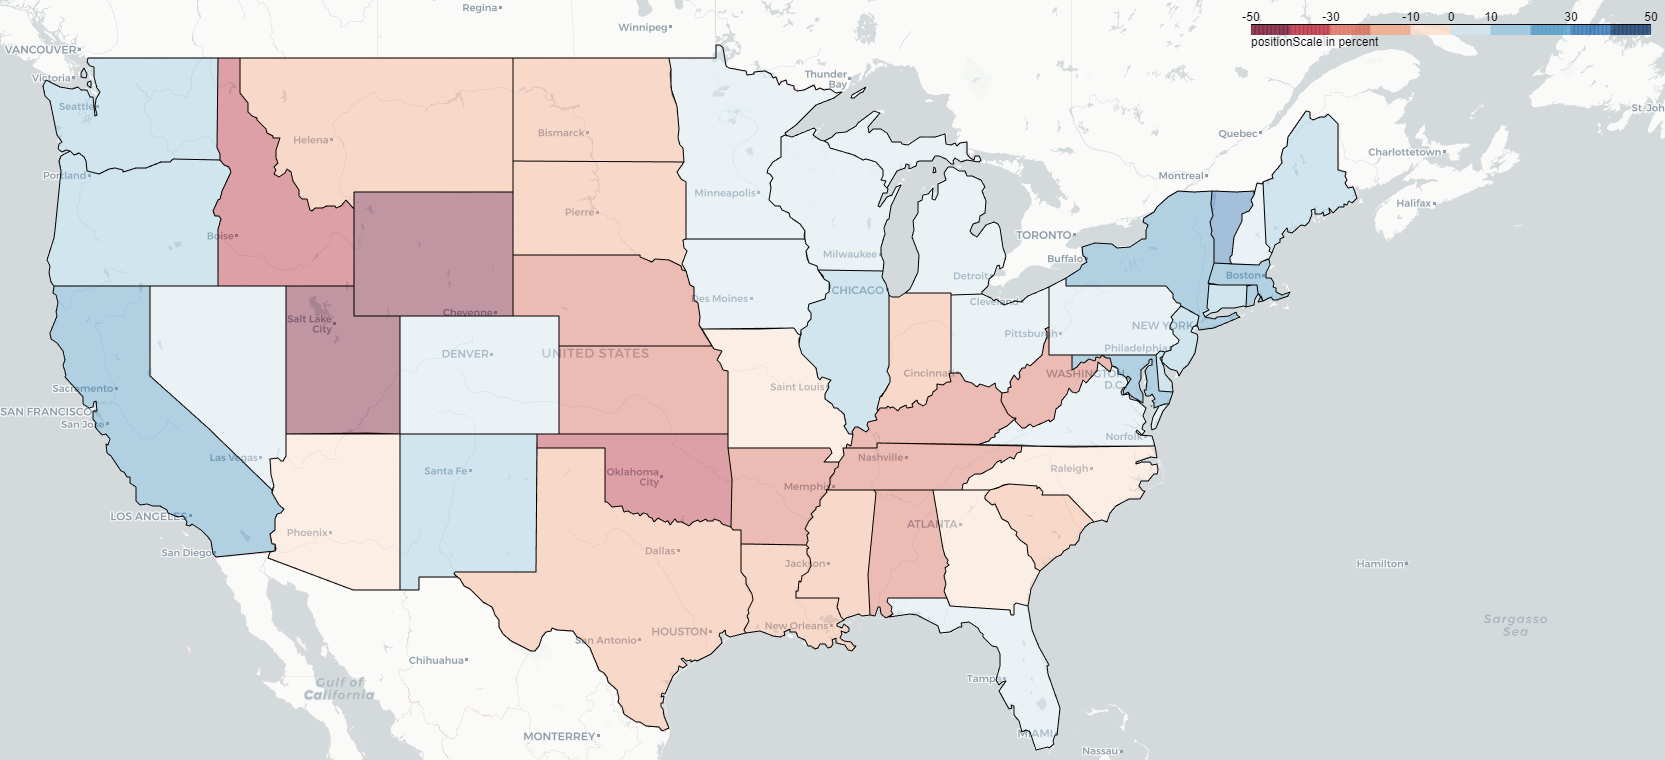 Regina
Winnipeg
-50 -30 -10 0 10 30 50
positionScale in percent
VANCOUVER
Victoria
Thunder
Bay
Seattle
St. Joh
Helena
Bismarck
Quebec
Charlottetown
Portland
Montreal
Minneapolis
Halifax
Pierre
Boise
TORONTO
Milwaukee
Buffalo
Detroit
Boston
CHICAGO
Des Moines
Cleveland
Cheyenne
Salt Lake
City
NEW YORK
Pittsburgh
Philadelphia
DENVER
UNITED STATES
Cincinna
WASHINGTON
D.C.
Sacramento
Saint Louis
SAN FRANCISCO
San Jose
Norfolk
Las Vegas
Nashville
Raleigh
Santa Fe
Oklahoma
City
Memphis
LOS ANGELES
ATLANTA
Phoenix
San Diego
Dallas
Jackson
Hamilton
New Orleans
HOUSTON
San Antonio
Sargasso
Sea
Chihuahua
Tampa
Gulf of
California
MONTERREY
MIAMI
Nassau